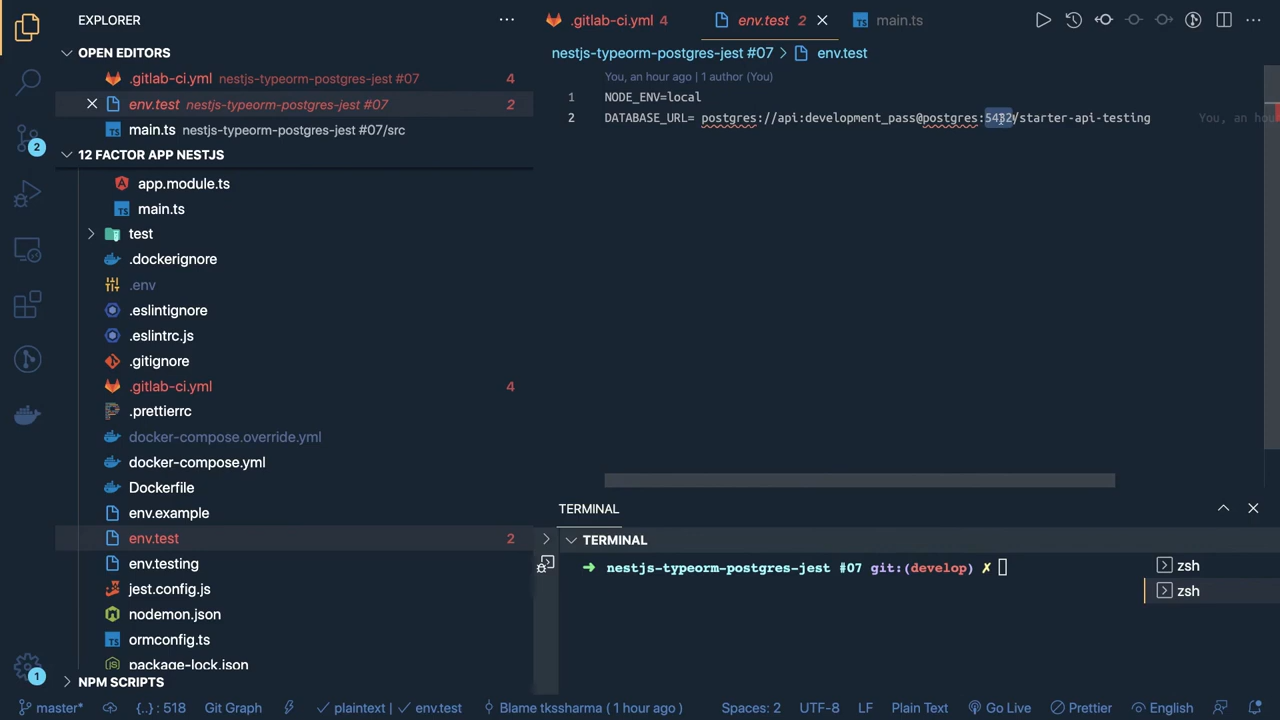 EXPLORER
OPEN EDITORS
.gitlab-ci.yml nestjs-typeorm-postgres-jest #07 4
env.test nestjs-typeorm-postgres-jest #07 2
main.ts nestjs-typeorm-postgres-jest #07/src
2
12 FACTOR APP NESTJS
app.module.ts
main.ts
test
.dockerignore
.env
.eslintignore
.eslintrc.js
.gitignore
.gitlab-ci.yml 4
.prettierrc
docker-compose.override.yml
docker-compose.yml
Dockerfile
env.example
env.test 2
env.testing
jest.config.js
nodemon.json
ormconfig.ts
package-lock.json
1
NPM SCRIPTS
.gitlab-ci.yml 4
env.test 2
main.ts
nestjs-typeorm-postgres-jest #07 > env.test
You, an hour ago | 1 author (You)
1 NODE_ENV=local
2 DATABASE_URL= postgres://api:development_pass@postgres:5432/starter-api-testing You, an hou
TERMINAL
TERMINAL
nestjs-typeorm-postgres-jest #07 git:(develop) ✗
zsh
zsh
master* {..} : 518 Git Graph plaintext | ✓ env.test Blame tkssharma ( 1 hour ago ) Spaces: 2 UTF-8 LF Plain Text Go Live Prettier English